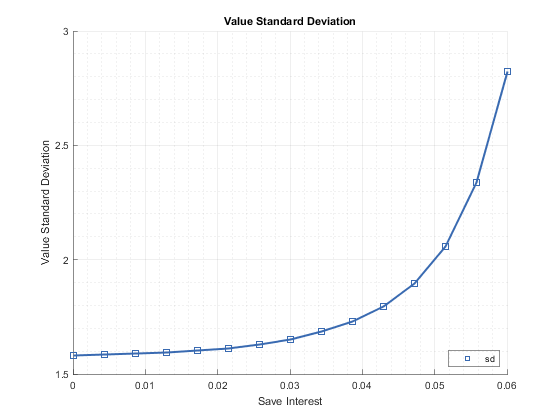 Value Standard Deviation
3
2.5
2
1.5
Value Standard Deviation
0 0.01 0.02 0.03 0.04 0.05 0.06
Save Interest
sd